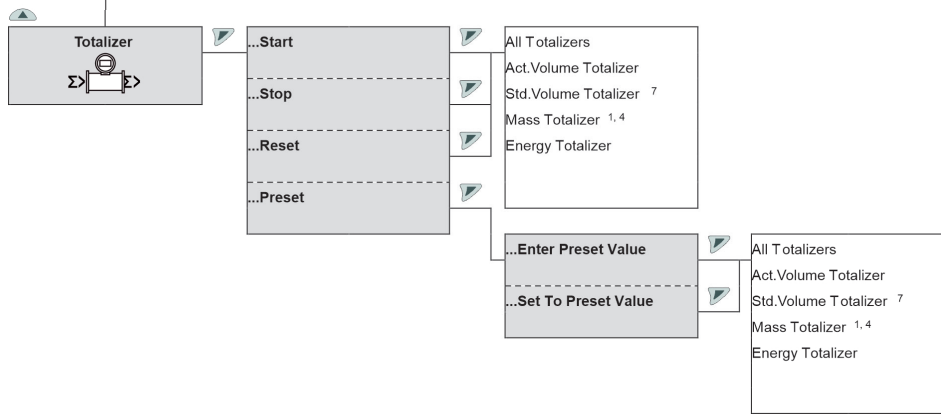 Totalizer
Σ> Σ>
...Start
...Stop
...Reset
...Preset
All Totalizers
Act.Volume Totalizer
Std.Volume Totalizer 7
Mass Totalizer 1, 4
Energy Totalizer
...Enter Preset Value
...Set To Preset Value
All Totalizers
Act.Volume Totalizer
Std.Volume Totalizer 7
Mass Totalizer 1, 4
Energy Totalizer